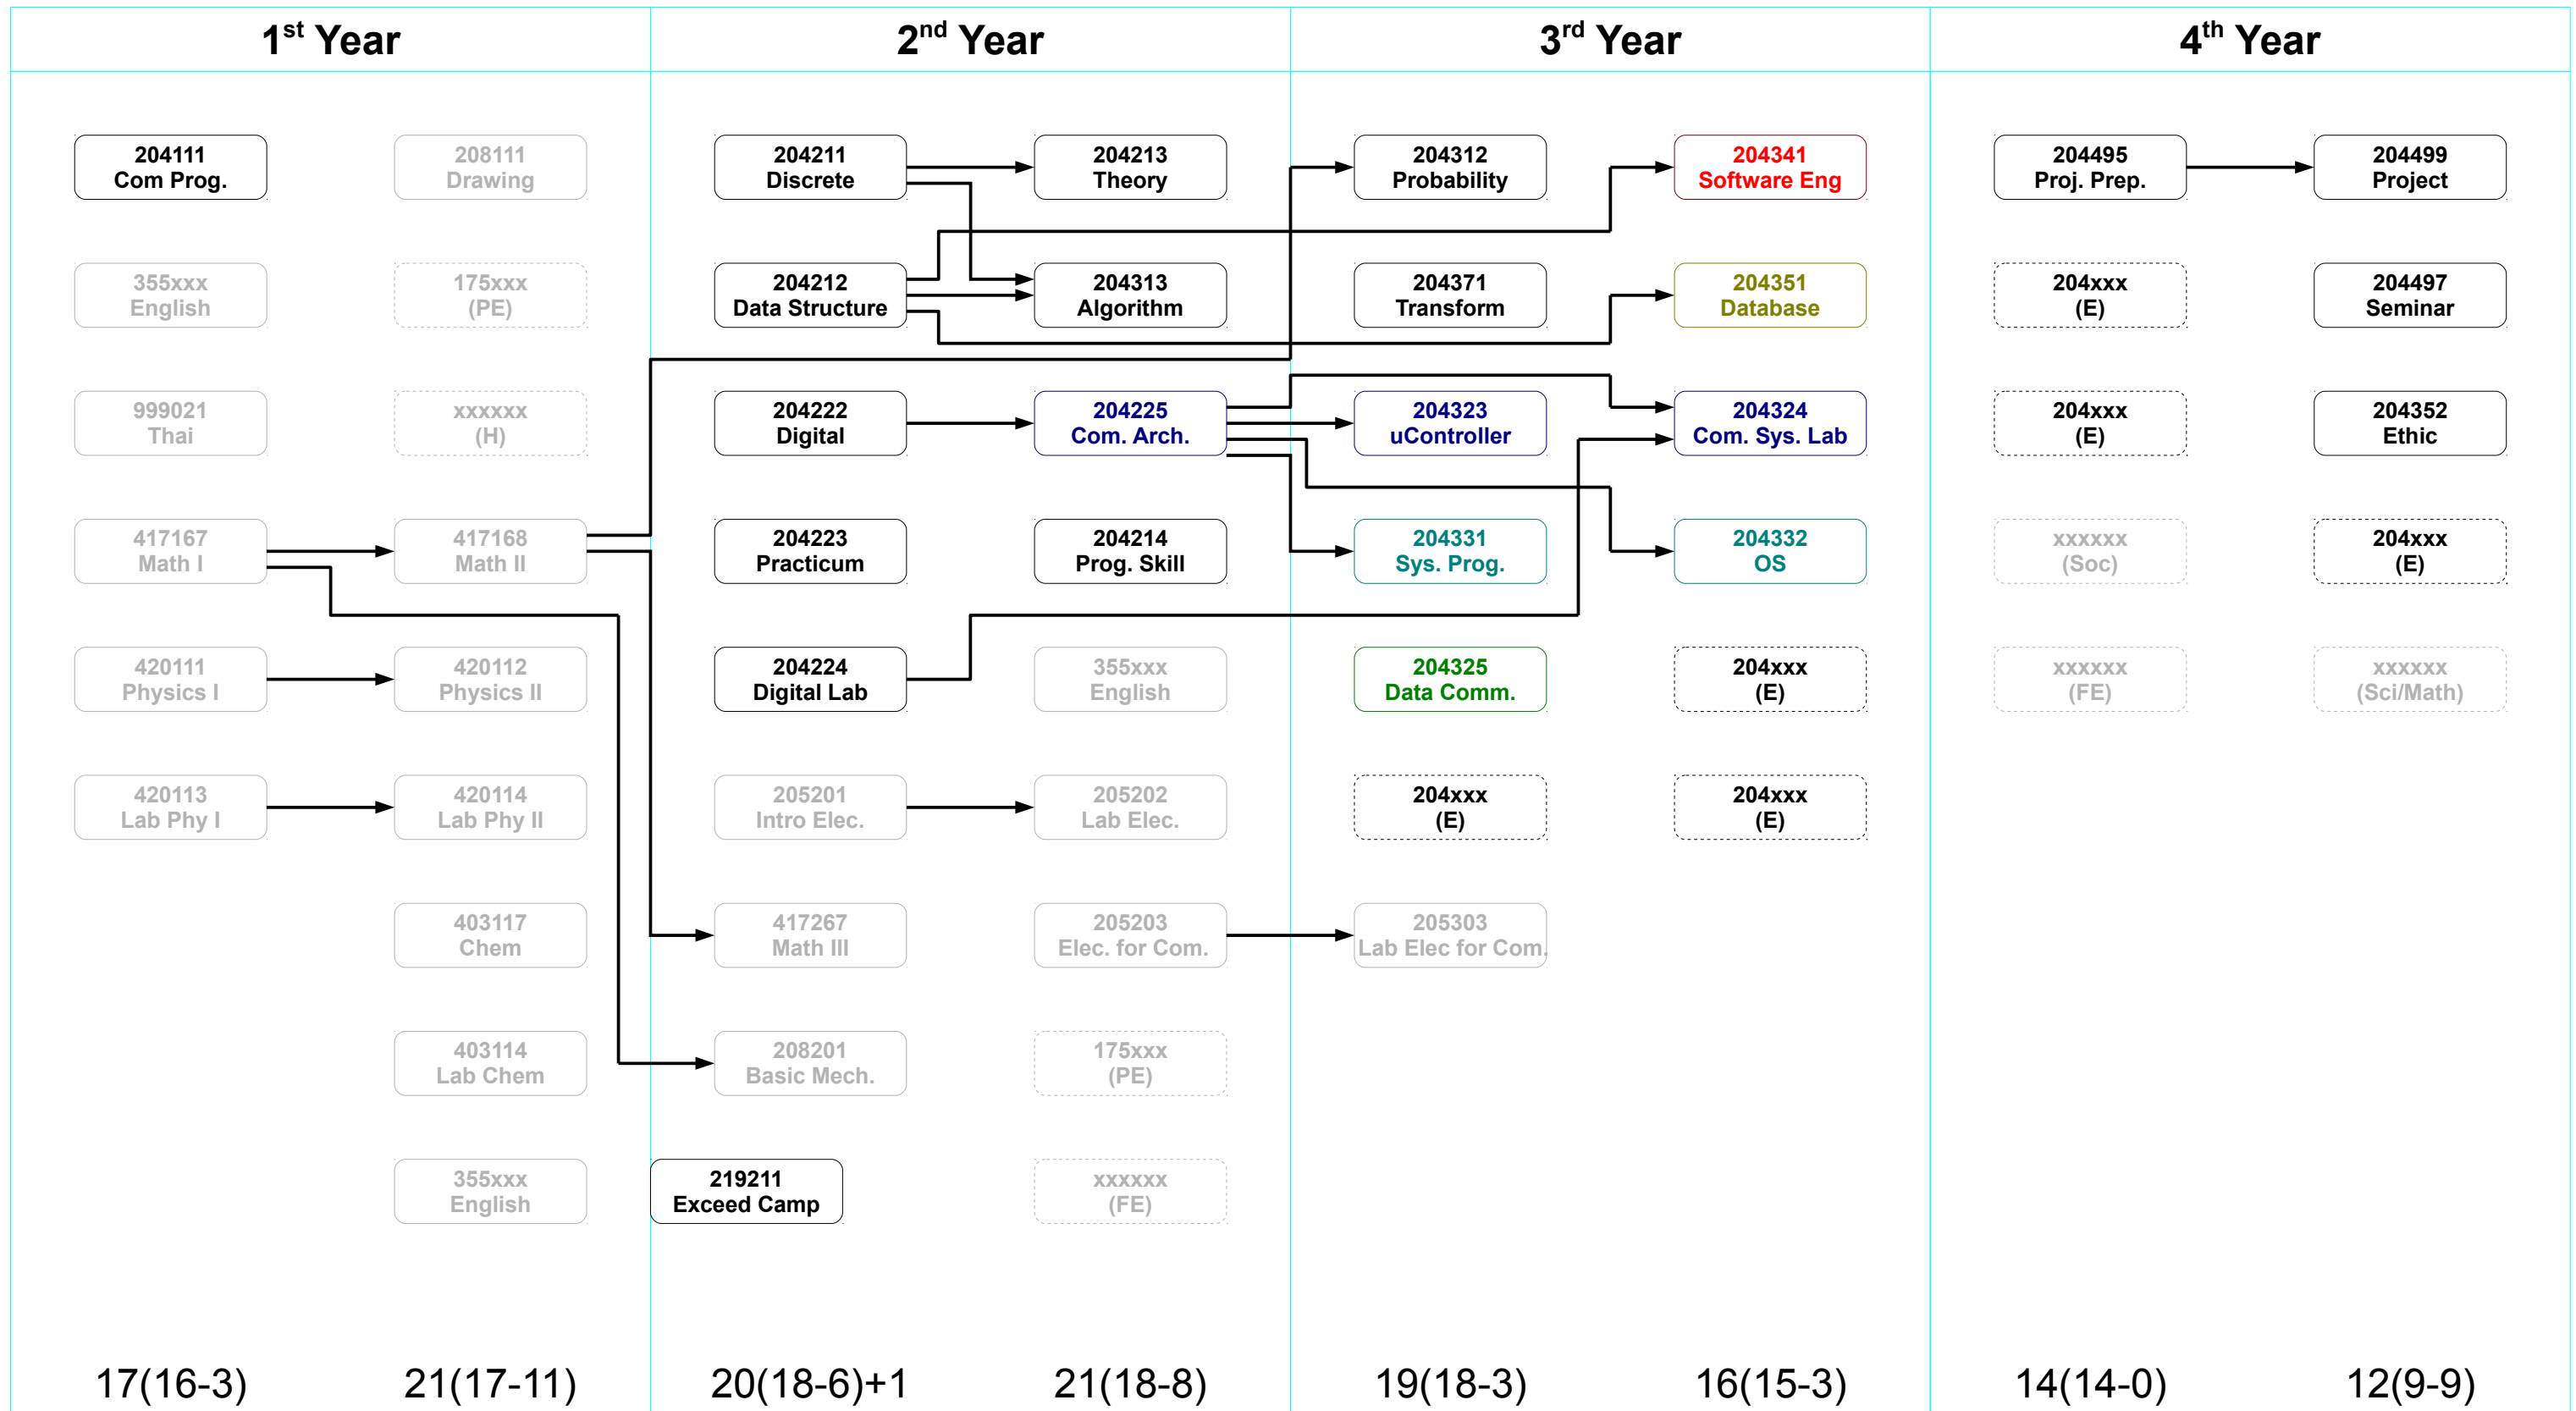 1st Year
2nd Year
3rd Year
4th Year
204111
Com Prog.
208111
Drawing
204211
Discrete
204213
Theory
204312
Probability
204341
Software Eng
204495
Proj. Prep.
204499
Project
355xxx
English
175xxx
(PE)
204212
Data Structure
204313
Algorithm
204371
Transform
204351
Database
204xxx
(E)
204497
Seminar
999021
Thai
xxxxxx
(H)
204222
Digital
204225
Com. Arch.
204323
uController
204324
Com. Sys. Lab
204xxx
(E)
204352
Ethic
417167
Math I
417168
Math II
204223
Practicum
204214
Prog. Skill
204331
Sys. Prog.
204332
OS
xxxxxx
(Soc)
204xxx
(E)
420111
Physics I
420112
Physics II
204224
Digital Lab
355xxx
English
204325
Data Comm.
204xxx
(E)
xxxxxx
(FE)
xxxxxx
(Sci/Math)
420113
Lab Phy I
420114
Lab Phy II
205201
Intro Elec.
205202
Lab Elec.
204xxx
(E)
204xxx
(E)
403117
Chem
417267
Math III
205203
Elec. for Com.
205303
Lab Elec for Com.
403114
Lab Chem
208201
Basic Mech.
175xxx
(PE)
355xxx
English
219211
Exceed Camp
xxxxxx
(FE)
17(16-3)
21(17-11)
20(18-6)+1
21(18-8)
19(18-3)
16(15-3)
14(14-0)
12(9-9)